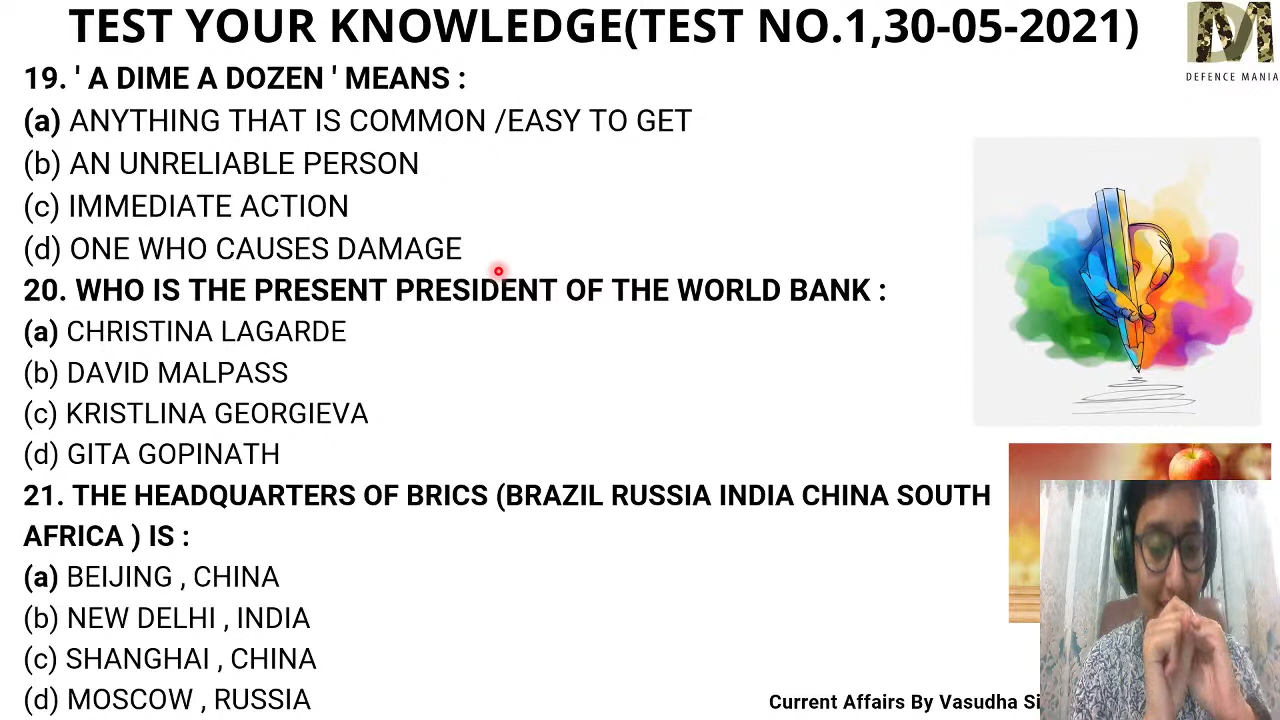 TEST YOUR KNOWLEDGE(TEST NO.1,30-05-2021)
DEFENCE MANIA
19. ' A DIME A DOZEN ' MEANS :
(a) ANYTHING THAT IS COMMON /EASY TO GET
(b) AN UNRELIABLE PERSON
(c) IMMEDIATE ACTION
(d) ONE WHO CAUSES DAMAGE
20. WHO IS THE PRESENT PRESIDENT OF THE WORLD BANK :
(a) CHRISTINA LAGARDE
(b) DAVID MALPASS
(c) KRISTLINA GEORGIEVA
(d) GITA GOPINATH
21. THE HEADQUARTERS OF BRICS (BRAZIL RUSSIA INDIA CHINA SOUTH
AFRICA ) IS :
(a) BEIJING , CHINA
(b) NEW DELHI , INDIA
(c) SHANGHAI , CHINA
(d) MOSCOW , RUSSIA
Current Affairs By Vasudha